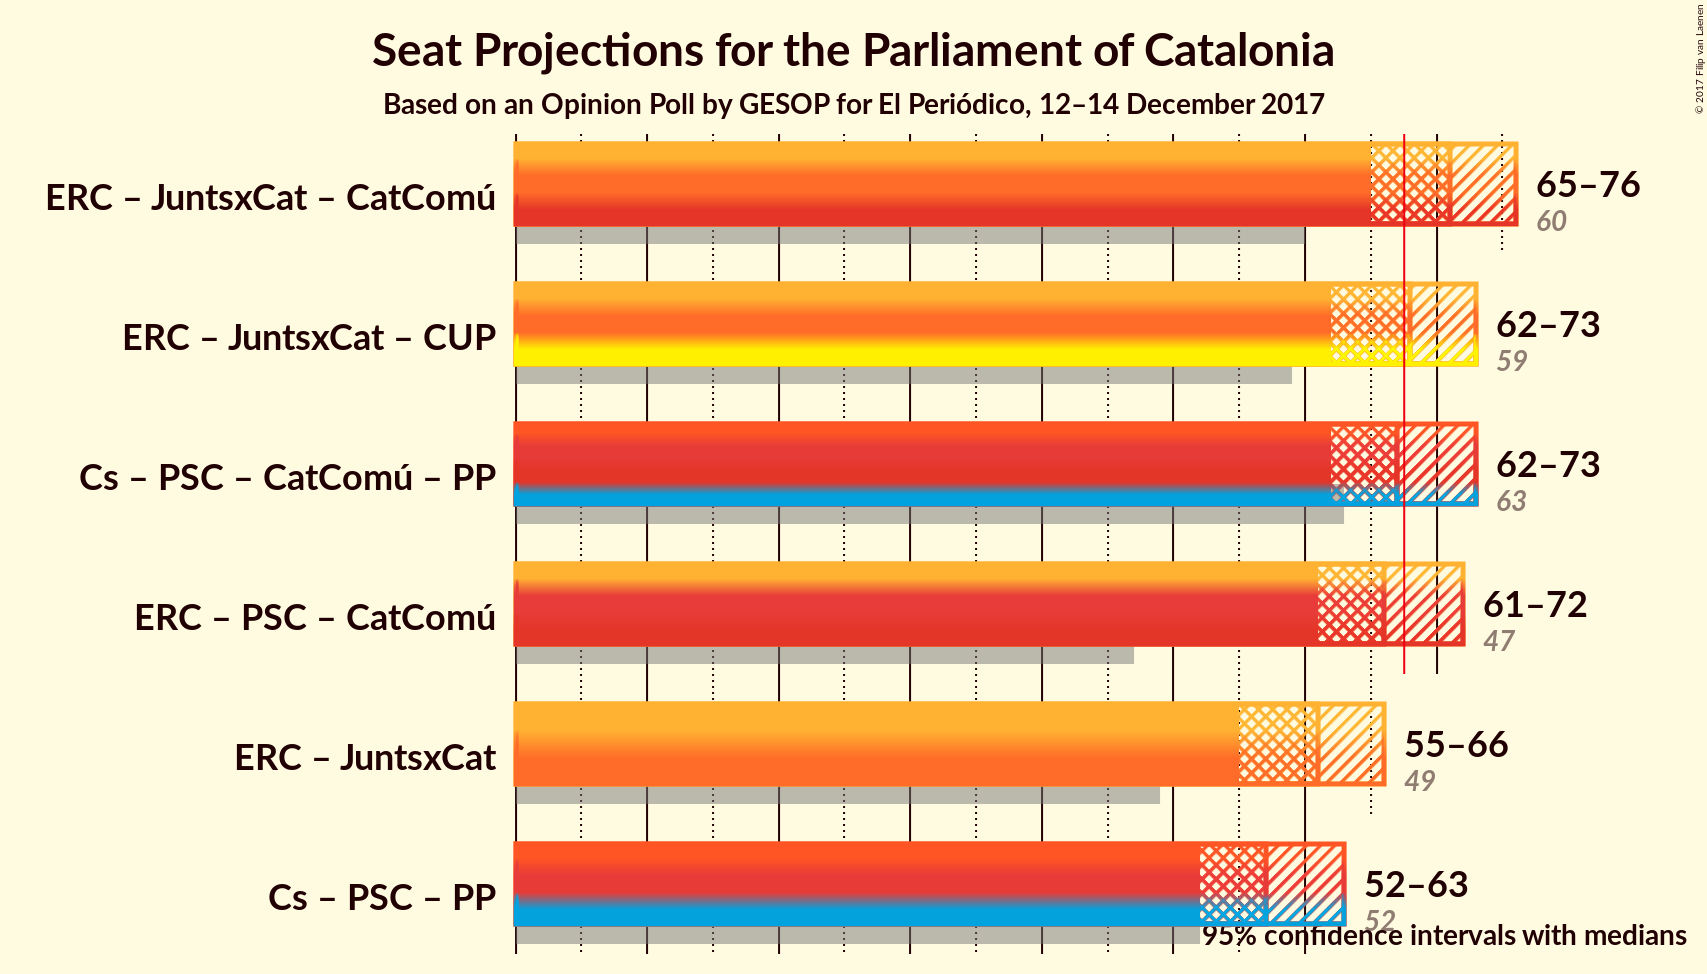 Seat Projections for the Parliament of Catalonia
Based on an Opinion Poll by GESOP for El Periódico, 12–14 December 2017
© 2017 Filip van Laenen
ERC – JuntsxCat – CatComú
65–76
60
ERC – JuntsxCat – CUP
62–73
59
Cs – PSC – CatComú – PP
62–73
63
ERC – PSC – CatComú
61–72
47
ERC – JuntsxCat
55–66
49
Cs – PSC – PP
52–63
52
95% confidence intervals with medians